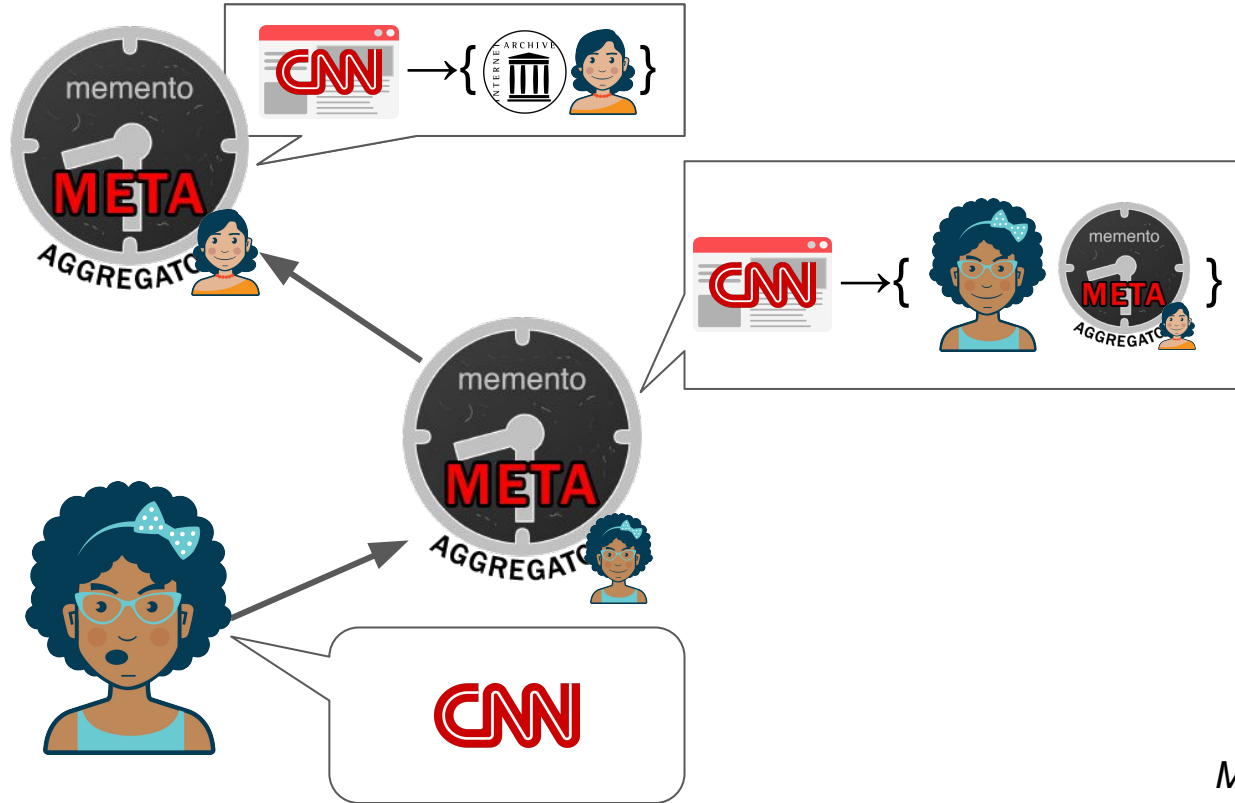 memento
META
AGGREGATO
CNN
→{
INTERNET ARCHIVE
}
CNN
→{
memento
META
AGGREGATO
}
memento
META
AGGREGATO
CNN
M